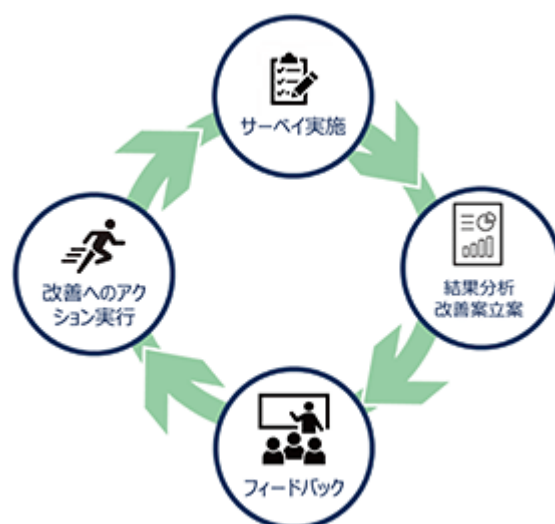 サーベイ実施
結果分析
改善案立案
フィードバック
改善へのアク
ション実行